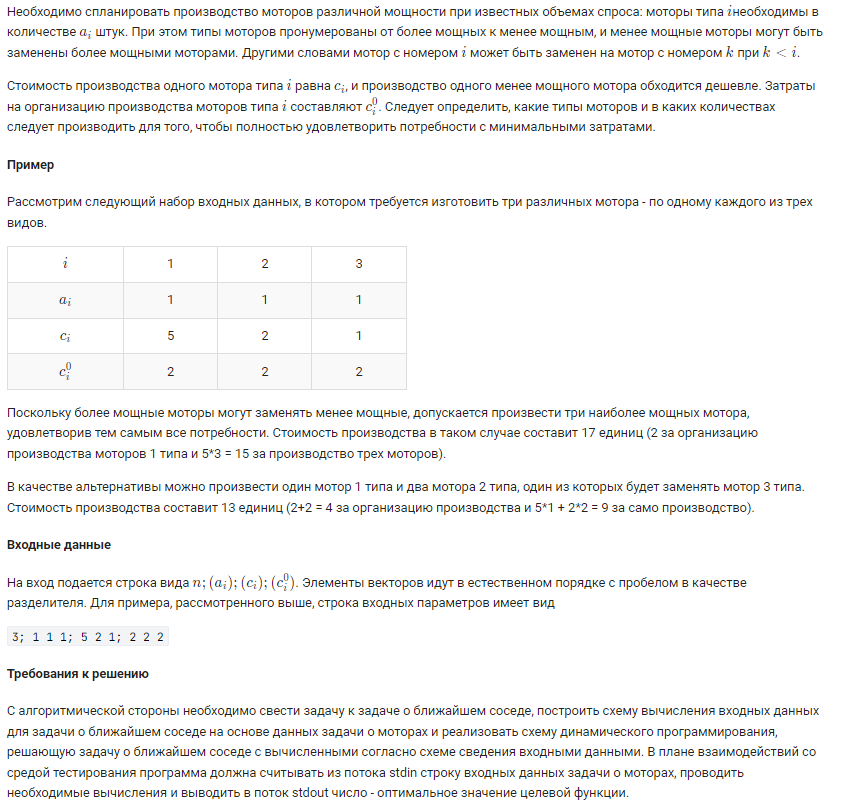 Необходимо спланировать производство моторов различной мощности при известных объемах спроса: моторы типа iнеобходимы в
количестве aᵢ штук. При этом типы моторов пронумерованы от более мощных к менее мощным, и менее мощные моторы могут быть
заменены более мощными моторами. Другими словами мотор с номером i может быть заменен на мотор с номером k при k < i.
Стоимость производства одного мотора типа i равна cᵢ, и производство одного менее мощного мотора обходится дешевле. Затраты
на организацию производства моторов типа i составляют cᵢ⁰. Следует определить, какие типы моторов и в каких количествах
следует производить для того, чтобы полностью удовлетворить потребности с минимальными затратами.
Пример
Рассмотрим следующий набор входных данных, в котором требуется изготовить три различных мотора - по одному каждого из трех
видов.
i 1 2 3
aᵢ 1 1 1
cᵢ 5 2 1
cᵢ⁰ 2 2 2
Поскольку более мощные моторы могут заменять менее мощные, допускается произвести три наиболее мощных мотора,
удовлетворив тем самым все потребности. Стоимость производства в таком случае составит 17 единиц (2 за организацию
производства моторов 1 типа и 5*3 = 15 за производство трех моторов).
В качестве альтернативы можно произвести один мотор 1 типа и два мотора 2 типа, один из которых будет заменять мотор 3 типа.
Стоимость производства составит 13 единиц (2+2 = 4 за организацию производства и 5*1 + 2*2 = 9 за само производство).
Входные данные
На вход подается строка вида n; (aᵢ); (cᵢ); (cᵢ⁰). Элементы векторов идут в естественном порядке с пробелом в качестве
разделителя. Для примера, рассмотренного выше, строка входных параметров имеет вид
3; 1 1 1; 5 2 1; 2 2 2
Требования к решению
С алгоритмической стороны необходимо свести задачу к задаче о ближайшем соседе, построить схему вычисления входных данных
для задачи о ближайшем соседе на основе данных задачи о моторах и реализовать схему динамического программирования,
решающую задачу о ближайшем соседе с вычисленными согласно схеме сведения входными данными. В плане взаимодействий со
средой тестирования программа должна считывать из потока stdin строку входных данных задачи о моторах, проводить
необходимые вычисления и выводить в поток stdout число - оптимальное значение целевой функции.